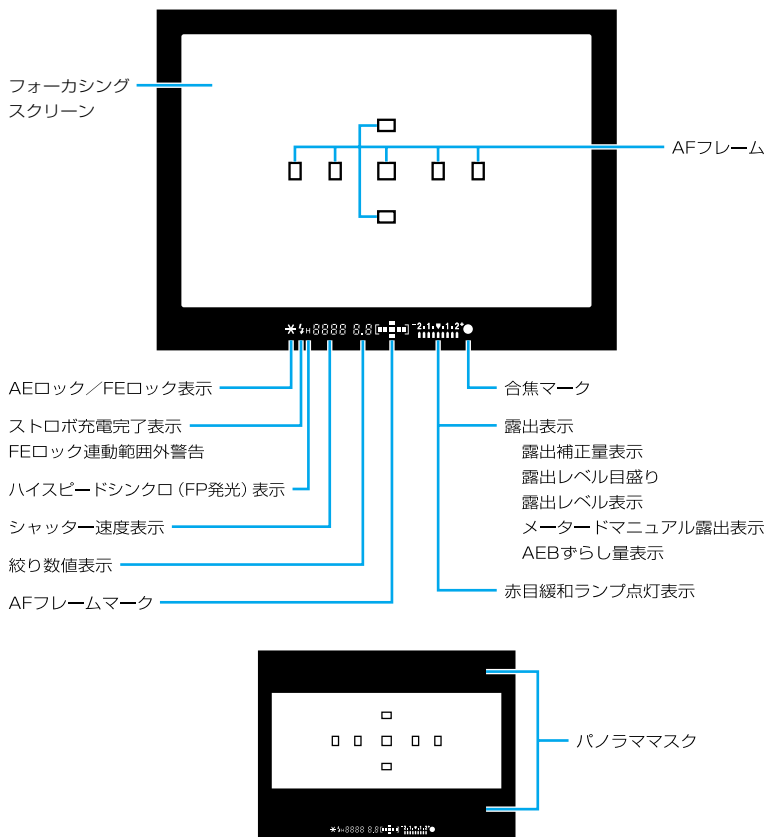 フォーカシング
スクリーン
AFフレーム
8888 8.8 -2.1.▼.1.2+
AEロック／FEロック表示
ストロボ充電完了表示
FEロック連動範囲外警告
ハイスピードシンクロ（FP発光）表示
シャッター速度表示
絞り数値表示
AFフレームマーク
合焦マーク
露出表示
露出補正量表示
露出レベル目盛り
露出レベル表示
メータードマニュアル露出表示
AEBずらし量表示
赤目緩和ランプ点灯表示
パノラママスク